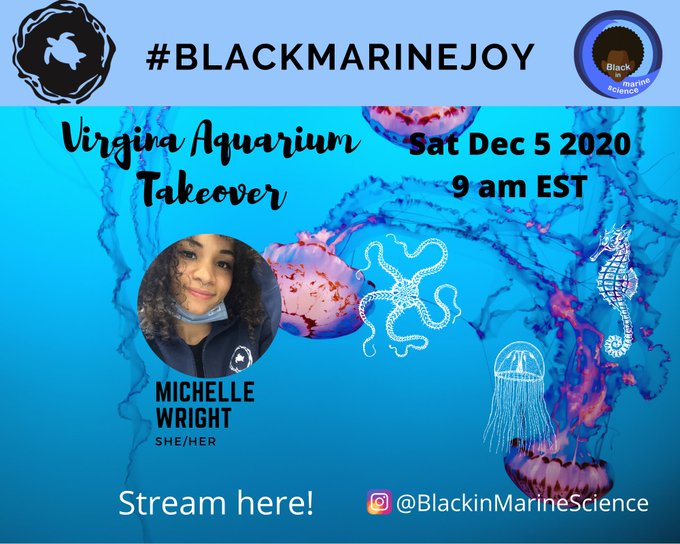 #BLACKMARINEJOY
Black
in
marine
science
Virgina Aquarium
Takeover
Sat Dec 5 2020
9 am EST
MICHELLE
WRIGHT
SHE/HER
Stream here!
@BlackinMarineScience